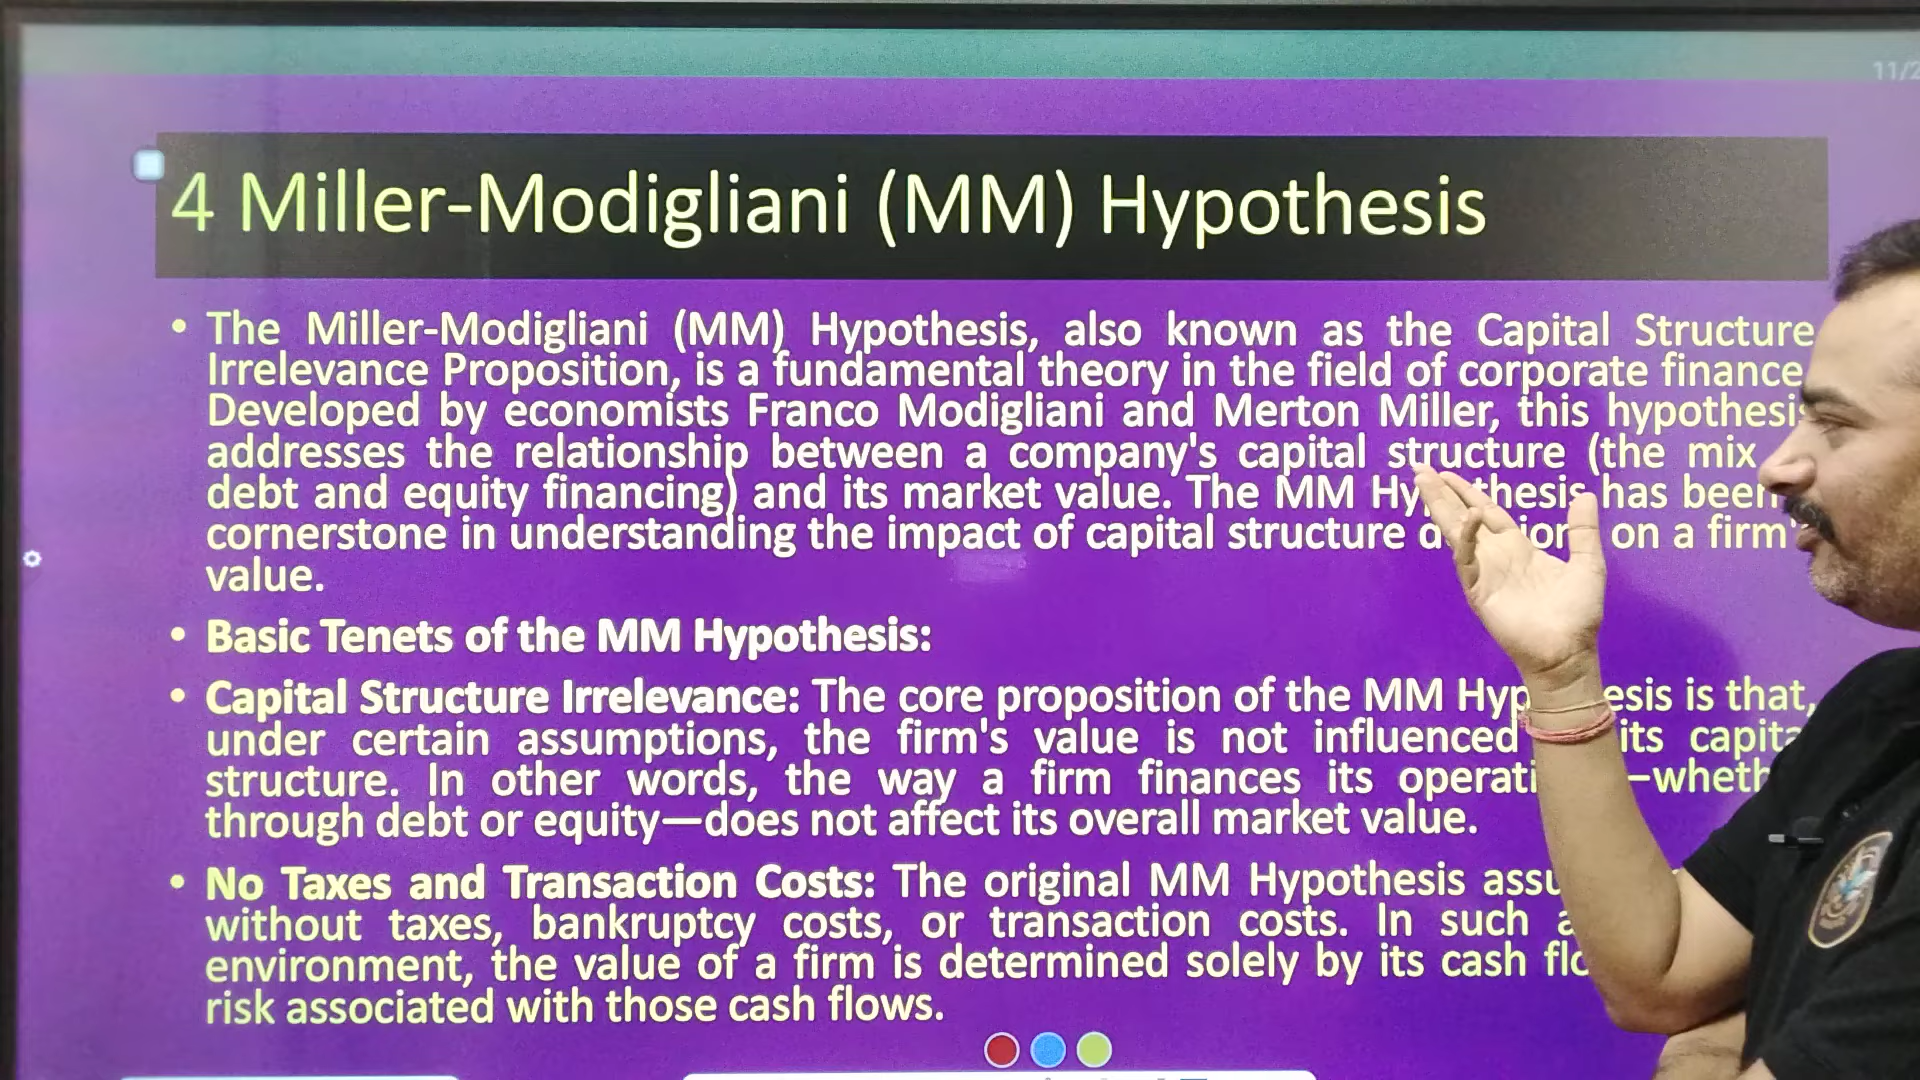 11/2
4 Miller-Modigliani (MM) Hypothesis
• The Miller-Modigliani (MM) Hypothesis, also known as the Capital Structure
Irrelevance Proposition, is a fundamental theory in the field of corporate finance
Developed by economists Franco Modigliani and Merton Miller, this hypothesis
addresses the relationship between a company's capital structure (the mix
debt and equity financing) and its market value. The MM Hy thesis has been
cornerstone in understanding the impact of capital structure on a firm'
value.
• Basic Tenets of the MM Hypothesis:
• Capital Structure Irrelevance: The core proposition of the MM Hyp esis is that,
under certain assumptions, the firm's value is not influenced its capita
structure. In other words, the way a firm finances its operati —wheth
through debt or equity—does not affect its overall market value.
• No Taxes and Transaction Costs: The original MM Hypothesis assu
without taxes, bankruptcy costs, or transaction costs. In such a
environment, the value of a firm is determined solely by its cash flo
risk associated with those cash flows.